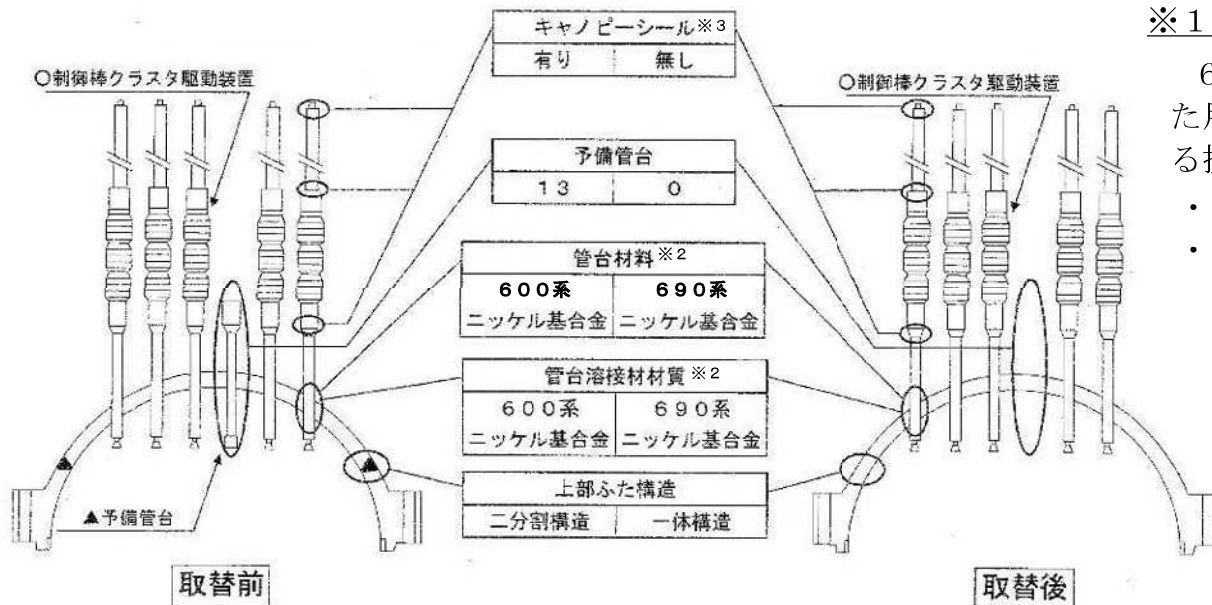 キャノピーシール※3
有り 無し
○制御棒クラスタ駆動装置
予備管台
13 0
管台材料※2
600系 690系
ニッケル基合金 ニッケル基合金
管台溶接材材質※2
600系 690系
ニッケル基合金 ニッケル基合金
上部ふた構造
二分割構造 一体構造
▲予備管台
取替前
○制御棒クラスタ駆動装置
取替後
※1
6
た
る
・
・